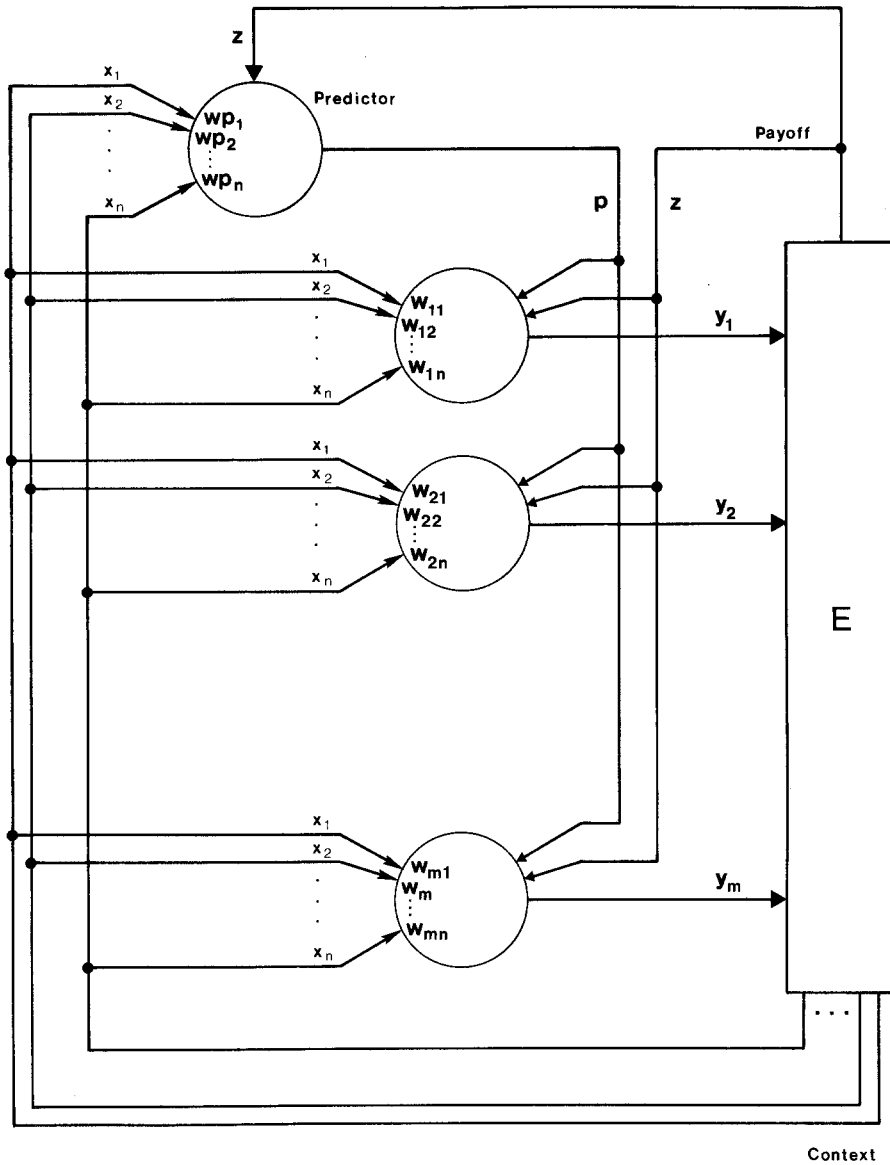 z
x1
Predictor
x2
wp1
wp2
Payoff
wpn
xn
p
z
x1
x2
w11
w12
y1
w1n
xn
x1
x2
w21
w22
y2
w2n
xn
E
x1
x2
wm1
wm
ym
wmn
xn
Context